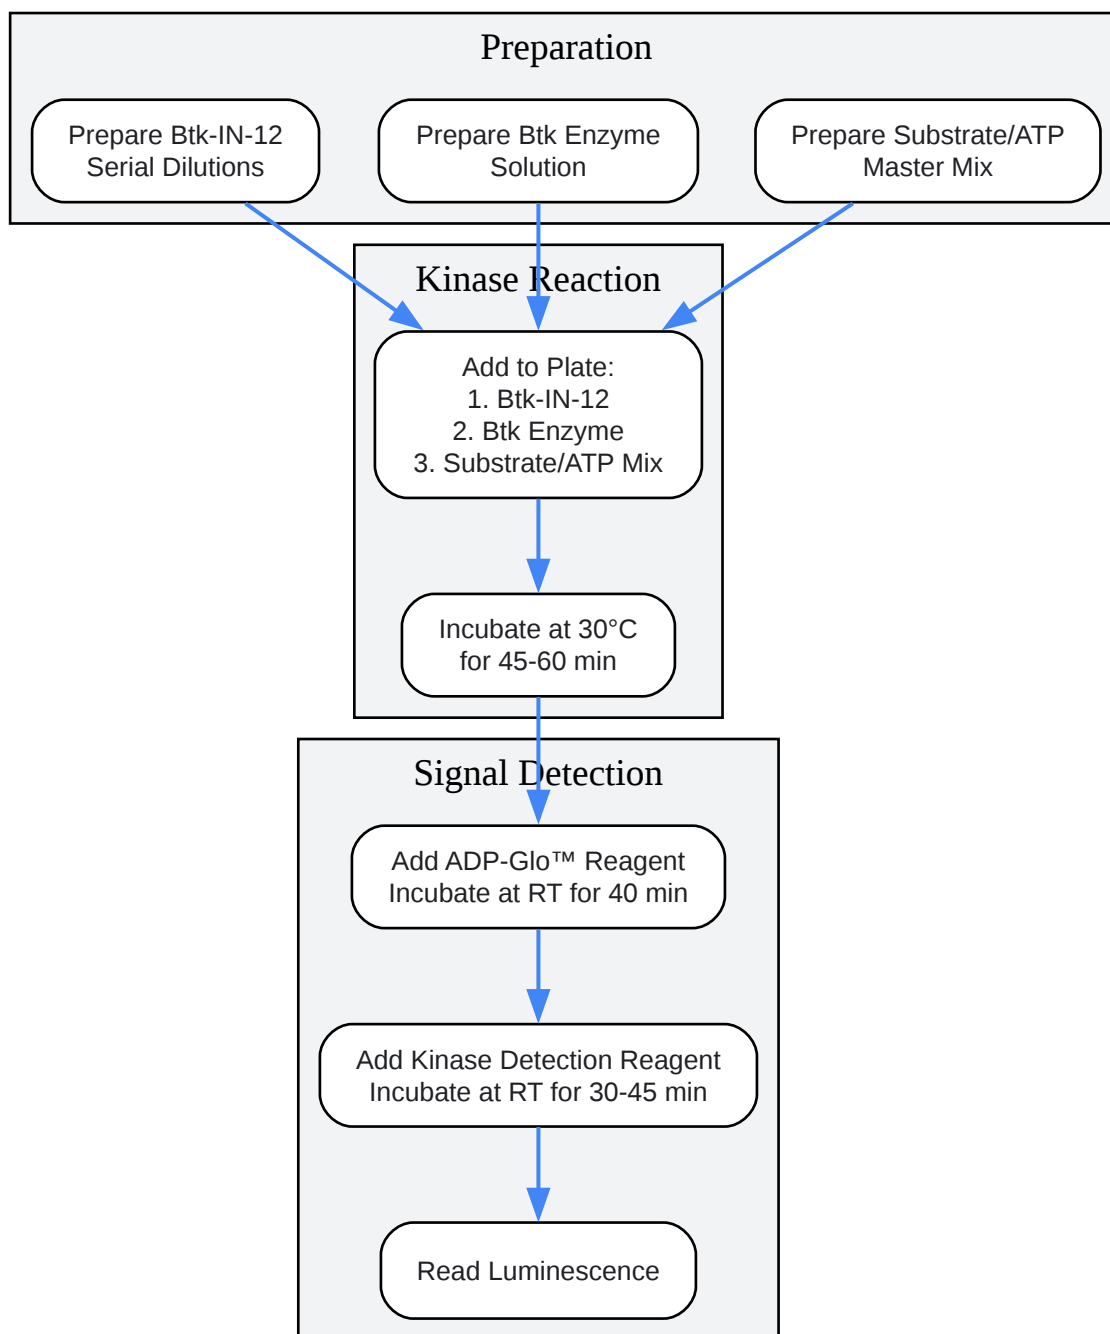 Preparation
Prepare Btk-IN-12
Serial Dilutions
Prepare Btk Enzyme
Solution
Prepare Substrate/ATP
Master Mix
Kinase Reaction
Add to Plate:
1. Btk-IN-12
2. Btk Enzyme
3. Substrate/ATP Mix
Incubate at 30°C
for 45-60 min
Signal Detection
Add ADP-Glo™ Reagent
Incubate at RT for 40 min
Add Kinase Detection Reagent
Incubate at RT for 30-45 min
Read Luminescence